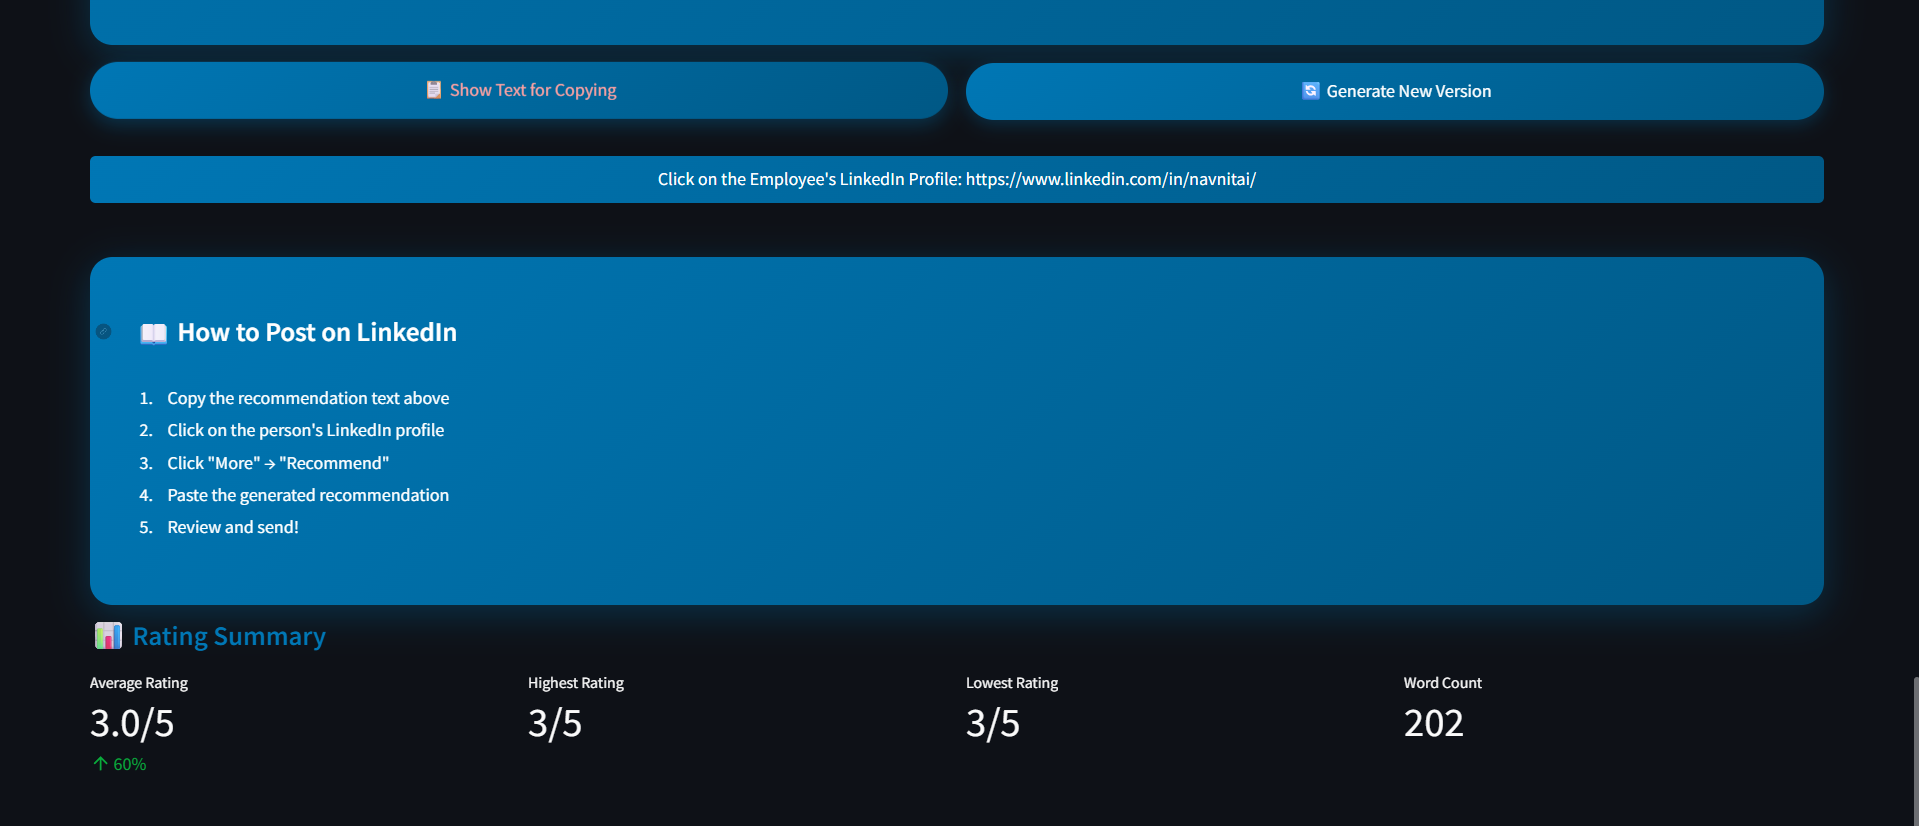 Show Text for Copying
Generate New Version
Click on the Employee's LinkedIn Profile: https://www.linkedin.com/in/navnitai/
How to Post on LinkedIn
1. Copy the recommendation text above
2. Click on the person's LinkedIn profile
3. Click "More" → "Recommend"
4. Paste the generated recommendation
5. Review and send!
Rating Summary
Average Rating
3.0/5
↑ 60%
Highest Rating
3/5
Lowest Rating
3/5
Word Count
202